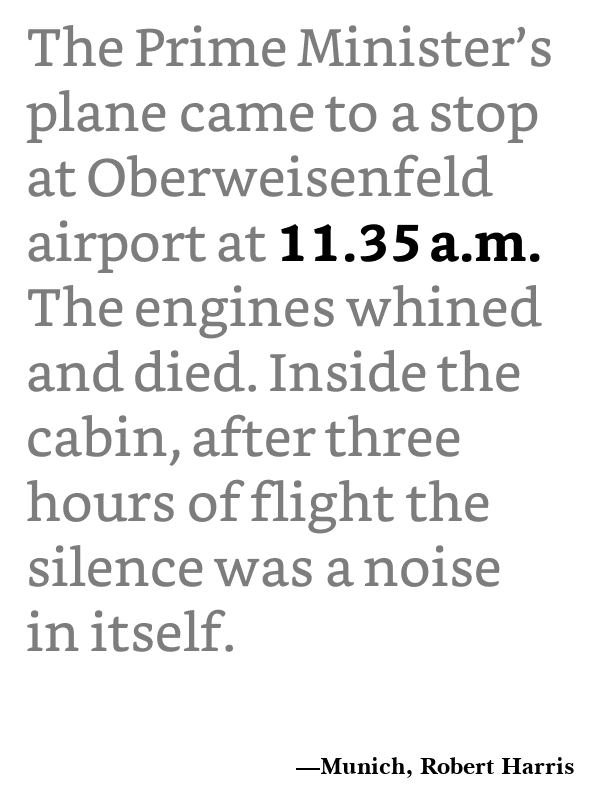 The Prime Minister’s
plane came to a stop
at Oberweisenfeld
airport at 11.35 a.m.
The engines whined
and died. Inside the
cabin, after three
hours of flight the
silence was a noise
in itself.
—Munich, Robert Harris